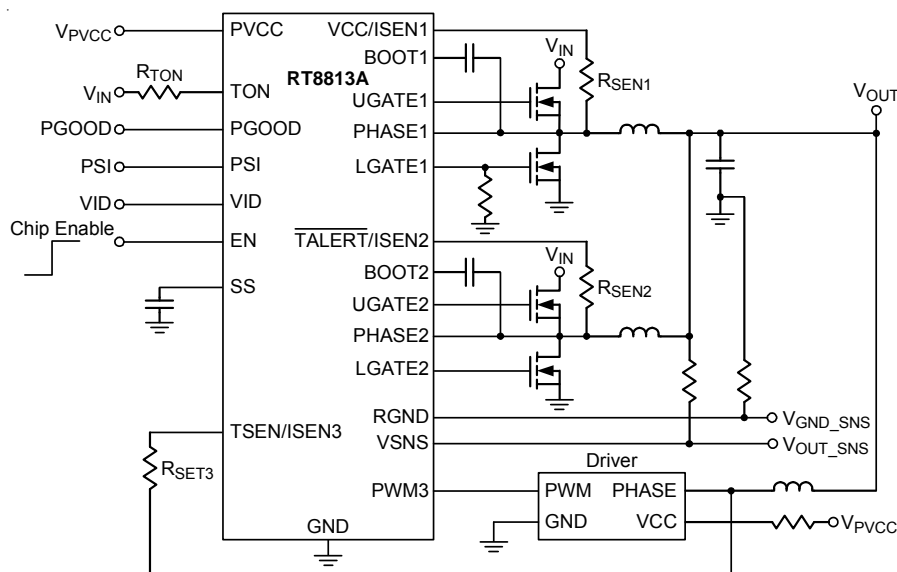 VPVCC
PVCC
VCC/ISEN1
VIN
BOOT1
RT8813A
RTON
RSEN1
VIN
TON
UGATE1
VOUT
PGOOD
PGOOD
PHASE1
PSI
PSI
LGATE1
VID
VID
Chip Enable
EN
TALERT/ISEN2
VIN
BOOT2
SS
RSEN2
UGATE2
PHASE2
LGATE2
RGND
VGND_SNS
TSEN/ISEN3
VSNS
VOUT_SNS
RSET3
Driver
PWM3
PWM
PHASE
GND
GND
VCC
VPVCC